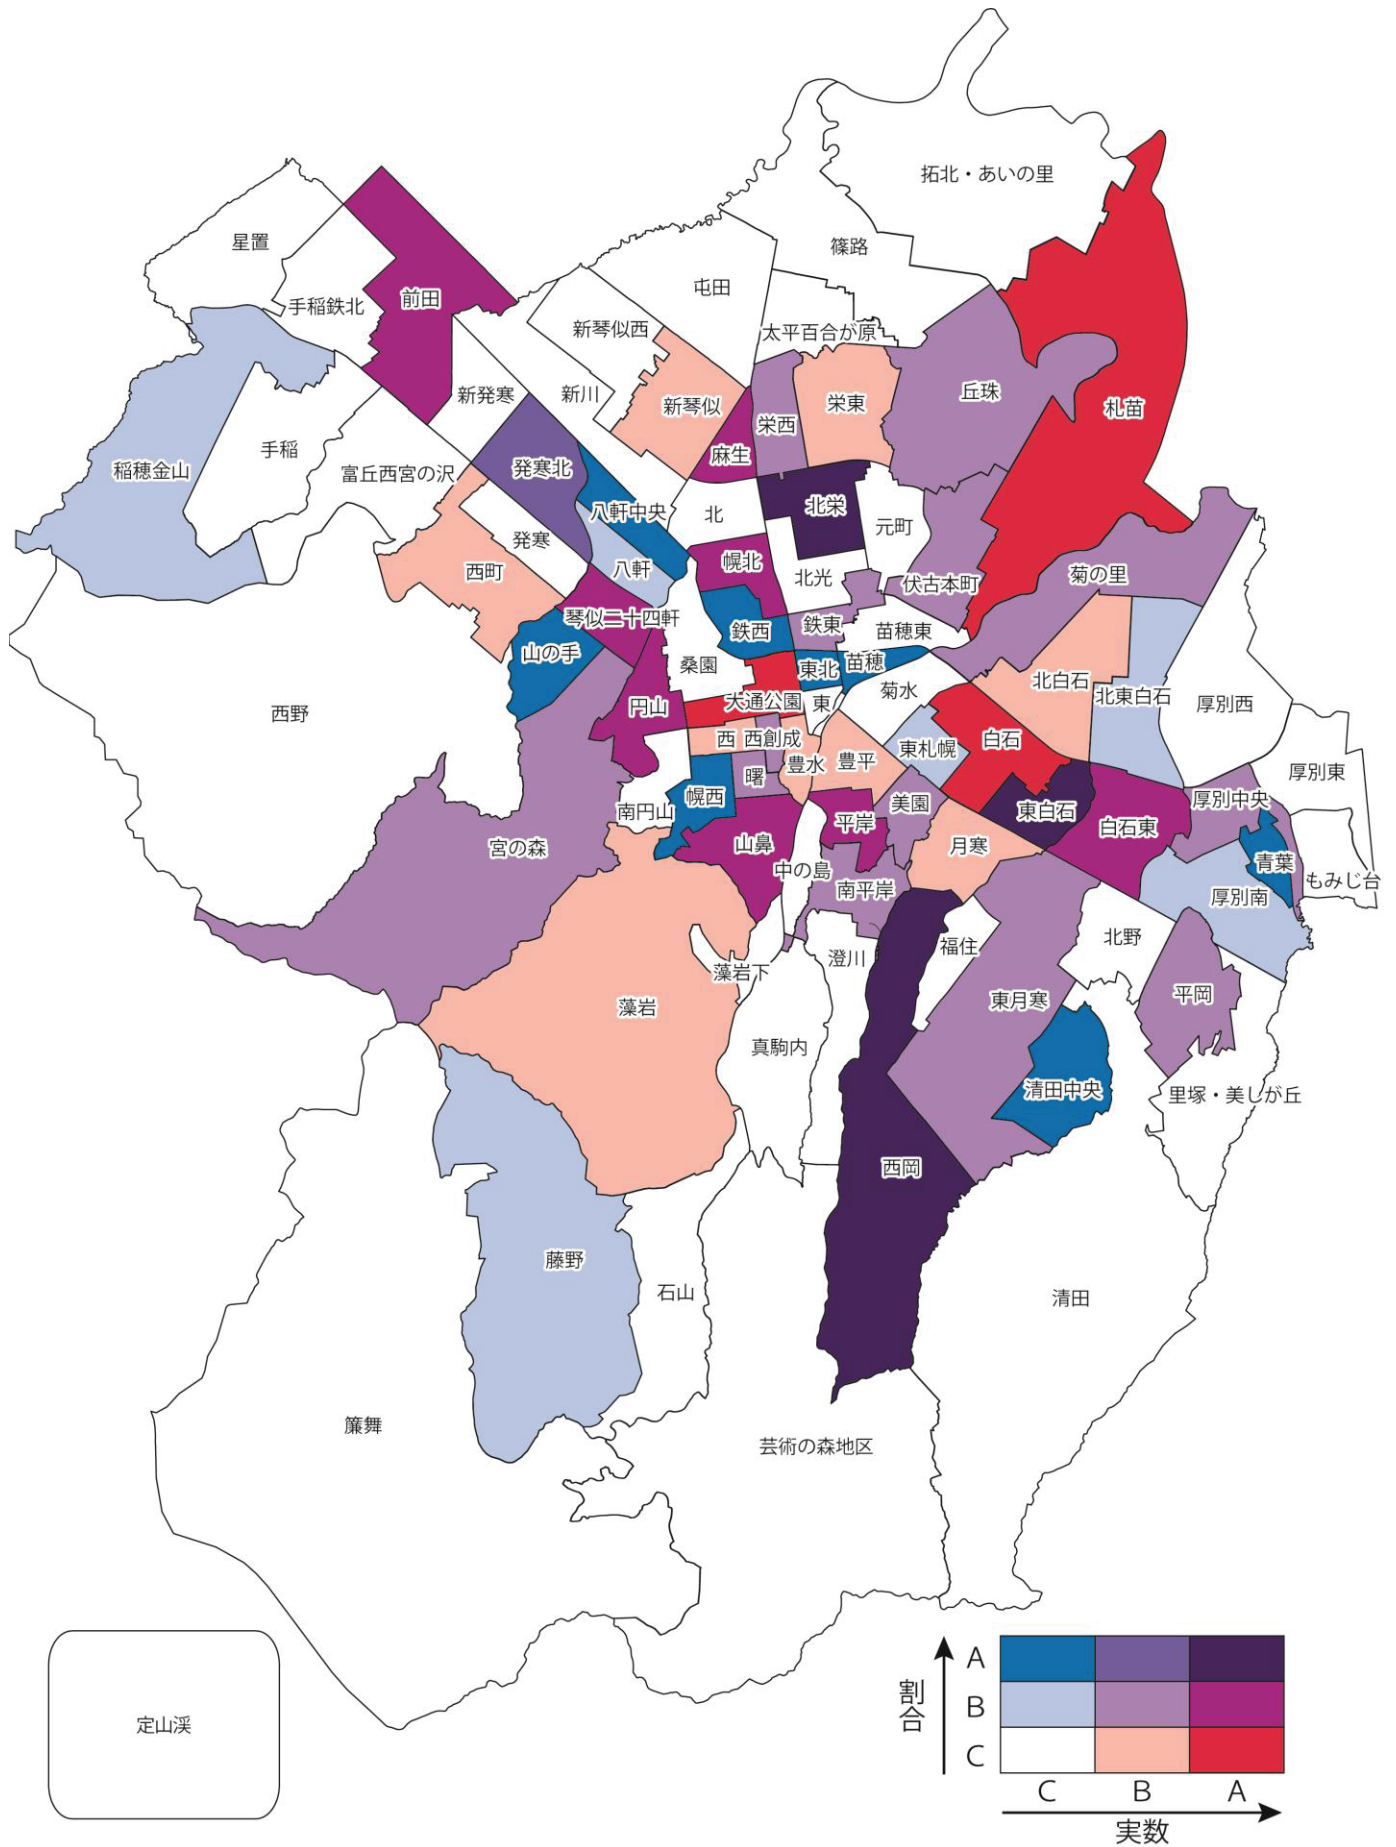 拓北・あいの里
星置
篠路
屯田
手稲鉄北
前田
新琴似西
太平百合が原
新発寒
新川
新琴似
栄東
丘珠
札苗
栄西
手稲
麻生
稲穂金山
富丘西宮の沢
発寒北
八軒中央
北
北栄
元町
発寒
西町
八軒
幌北
北光
伏古本町
菊の里
琴似二十四軒
鉄西
鉄東
苗穂東
山の手
桑園
東北
苗穂
北白石
北東白石
菊水
西野
円山
大通公園
東
厚別西
西
西創成
東札幌
白石
豊水
豊平
曙
厚別東
幌西
南円山
美園
東白石
厚別中央
平岸
白石東
宮の森
山鼻
月寒
中の島
青葉
もみじ台
南平岸
厚別南
北野
福住
澄川
藻岩下
平岡
東月寒
藻岩
真駒内
清田中央
里塚・美しが丘
西岡
藤野
石山
清田
簾舞
芸術の森地区
定山渓
割合
A
B
C
C B A
実数